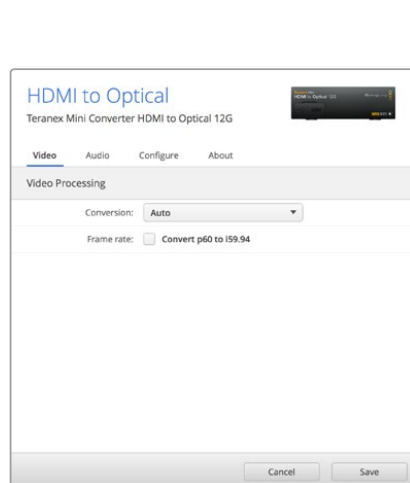 HDMI to Optical
Teranex Mini Converter HDMI to Optical 12G
Video Audio Configure About
Video Processing
Conversion: Auto
Frame rate: Convert p60 to i59.94
Cancel Save